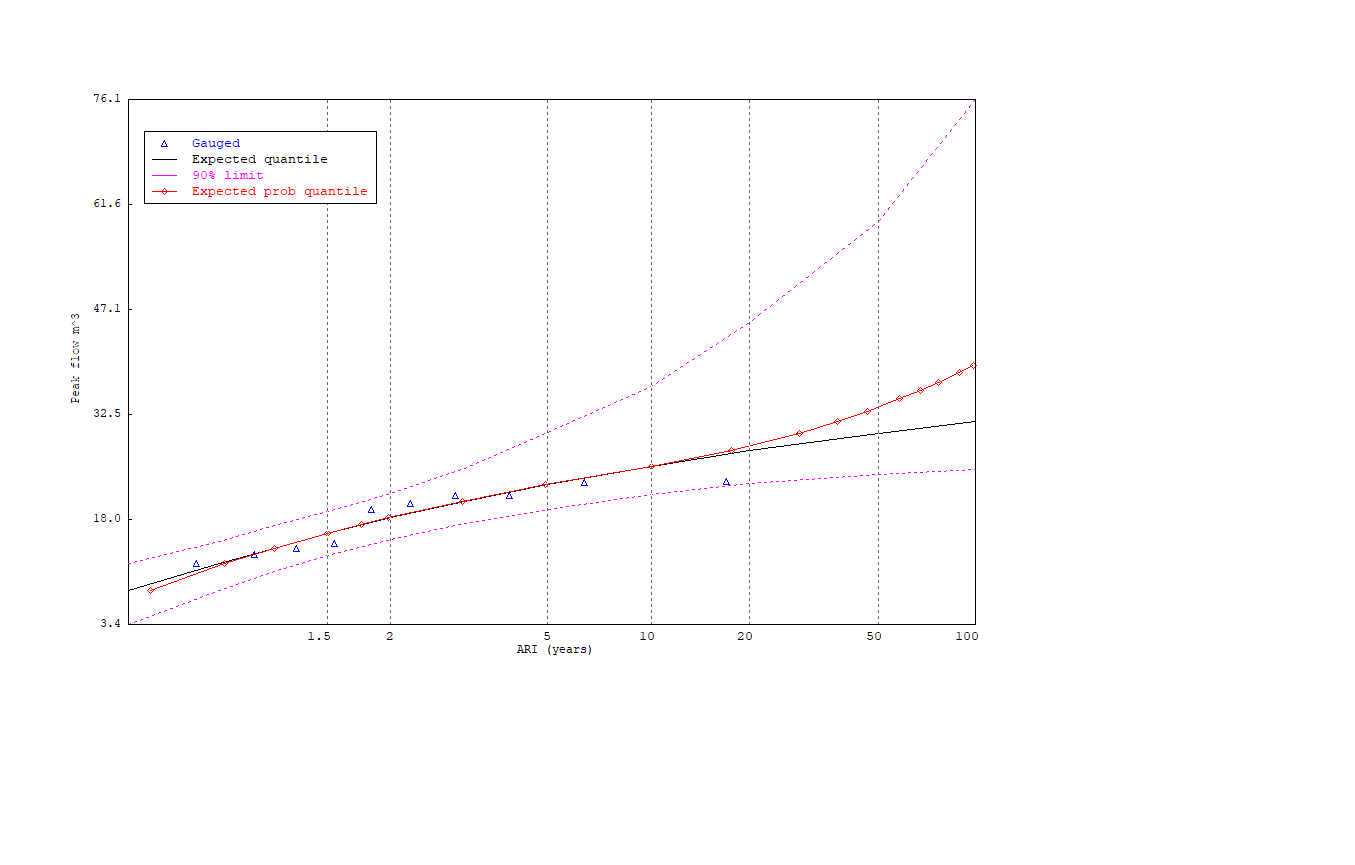 76.1
Gauged
Expected quantile
90% limit
Expected prob quantile
61.6
47.1
Peak flow m^3
32.5
18.0
3.4
1.5 2 5 10 20 50 100
ARI (years)